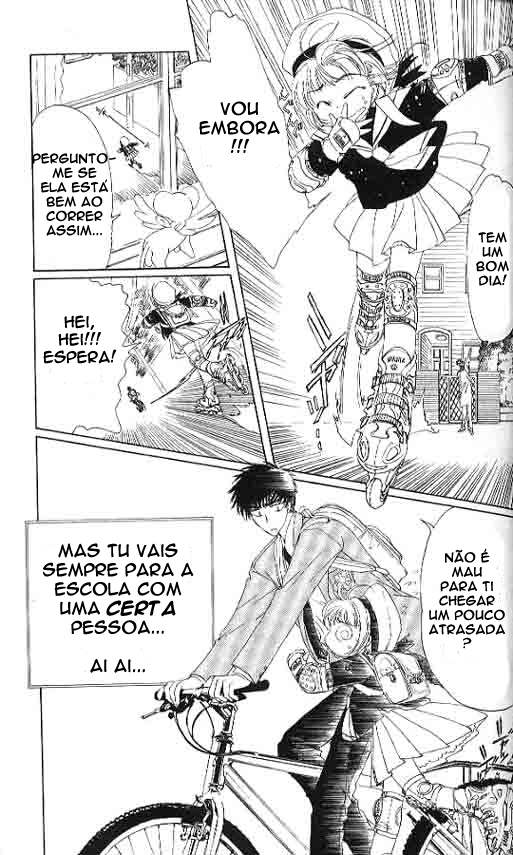 VOU
EMBORA
!!!
TEM
UM
BOM
DIA!
PERGUNTO-
ME SE
ELA ESTÁ
BEM AO
CORRER
ASSIM...
HEI,
HEI!!!
ESPERA!
NÃO É
MAU
PARA TI
CHEGAR
UM POUCO
ATRASADA
?
MAS TU VAIS
SEMPRE PARA A
ESCOLA COM
UMA CERTA
PESSOA...
AI AI...